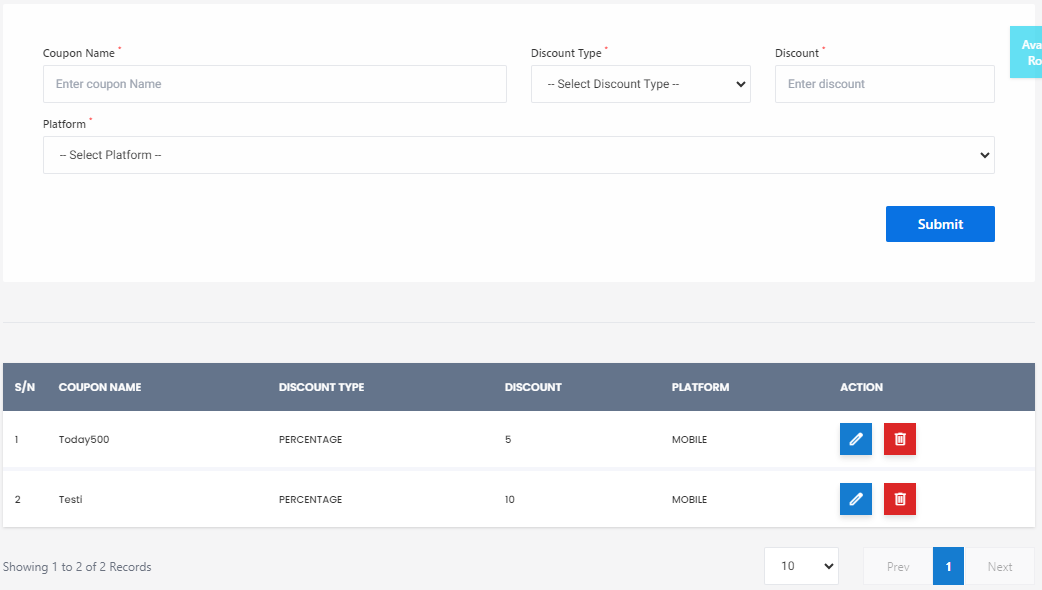 Coupon Name *
Discount Type *
Discount *
Enter coupon Name
-- Select Discount Type --
Enter discount
Platform *
-- Select Platform --
Submit
S/N COUPON NAME DISCOUNT TYPE DISCOUNT PLATFORM ACTION
1 Today500 PERCENTAGE 5 MOBILE
2 Testi PERCENTAGE 10 MOBILE
Showing 1 to 2 of 2 Records
10
Prev 1 Next